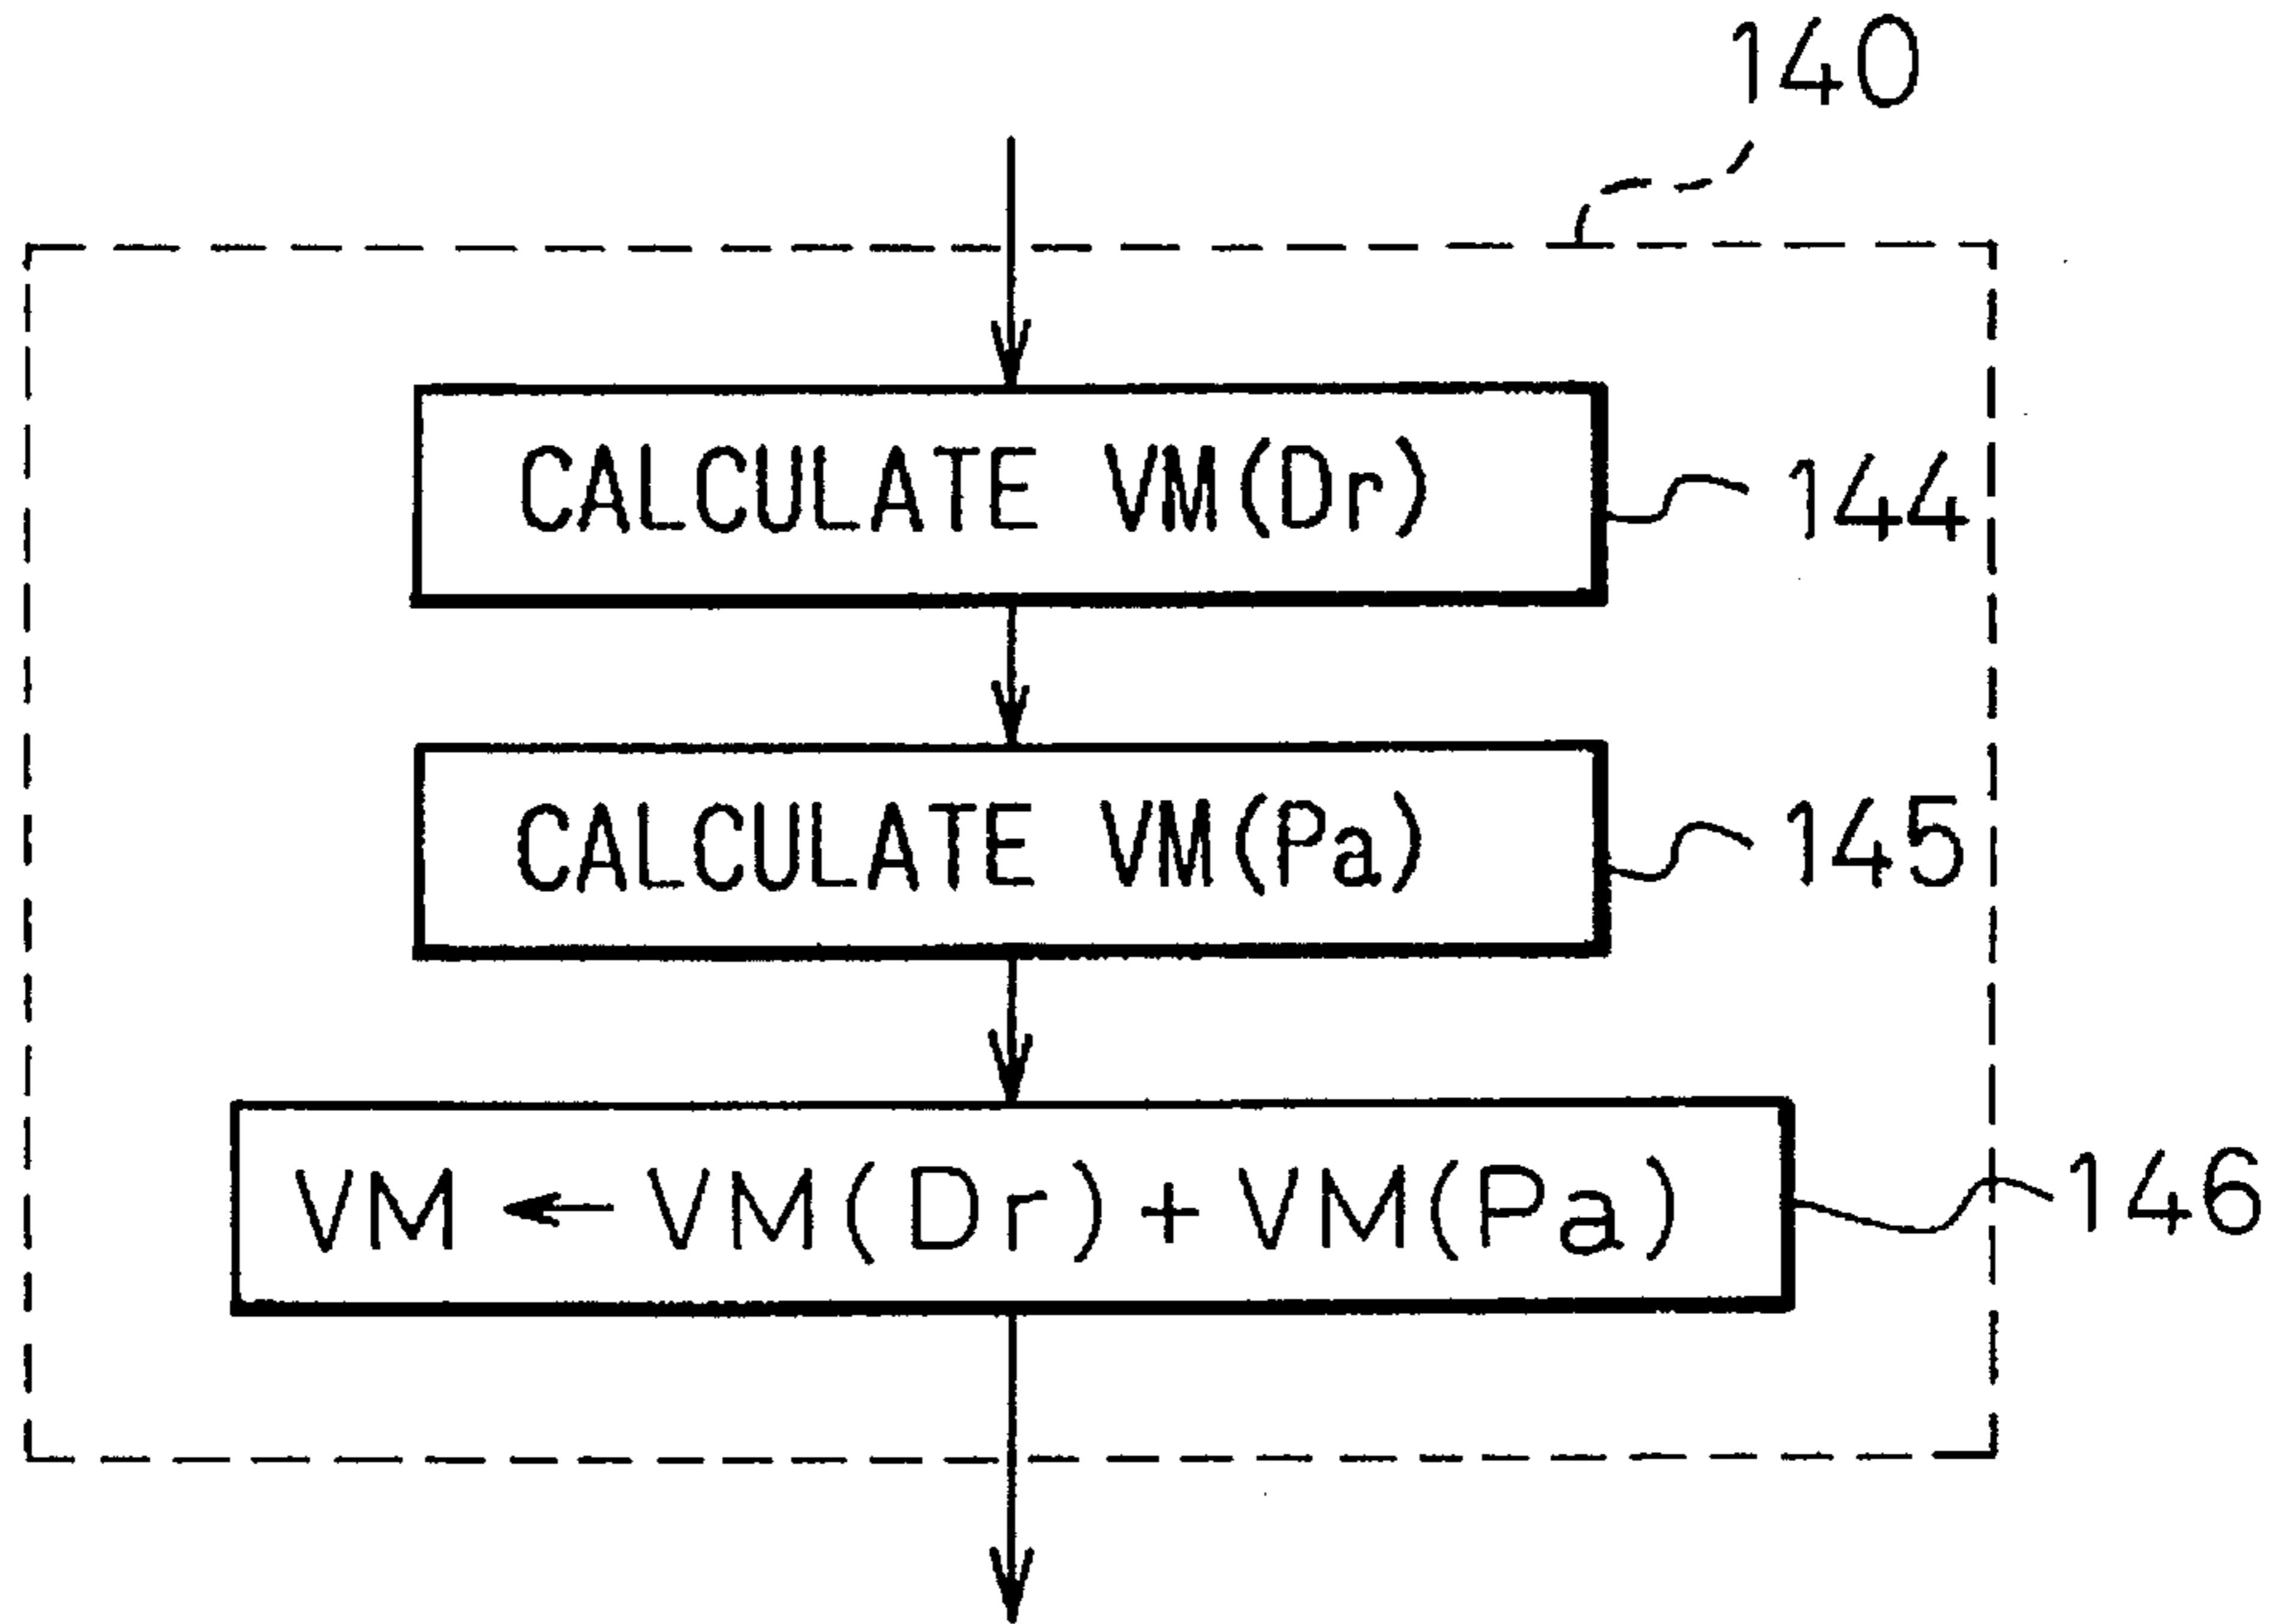 140
CALCULATE VM(Dr)
144
CALCULATE VM(Pa)
145
VM ← VM(Dr) + VM(Pa)
146